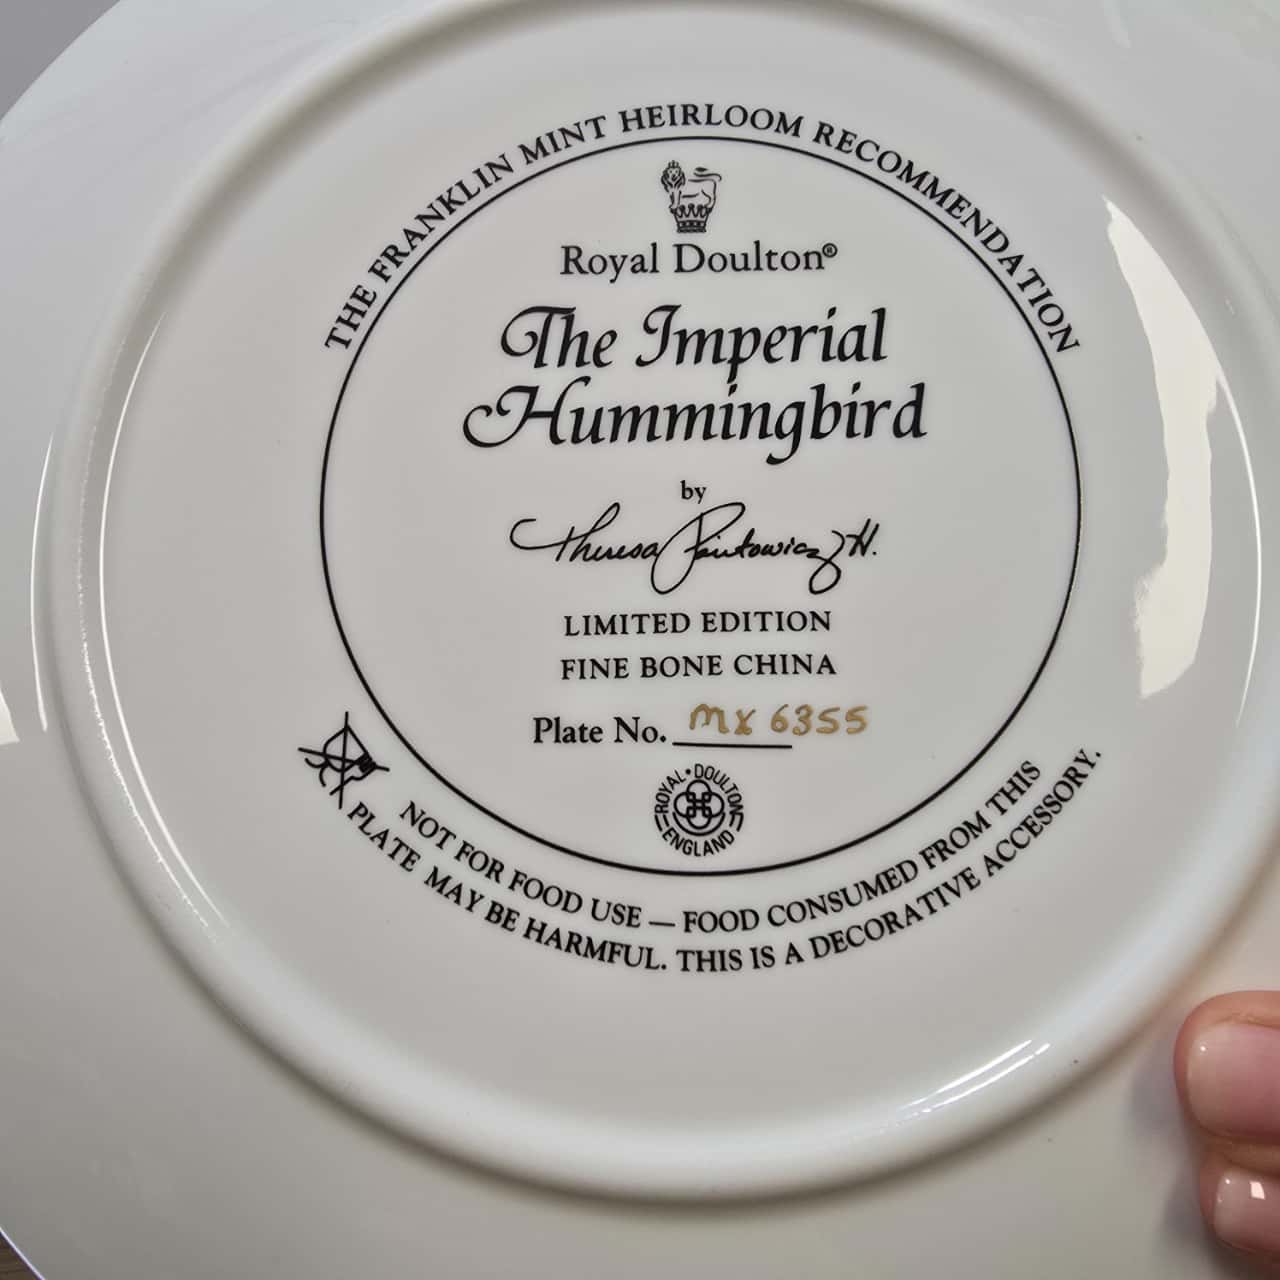 THE FRANKLIN MINT HEIRLOOM RECOMMENDATION
Royal Doulton®
The Imperial
Hummingbird
by
Theresa Paintowicz H.
LIMITED EDITION
FINE BONE CHINA
Plate No. MX 6355
ROYAL • DOULTON
ENGLAND
NOT FOR FOOD USE — FOOD CONSUMED FROM THIS
PLATE MAY BE HARMFUL. THIS IS A DECORATIVE ACCESSORY.